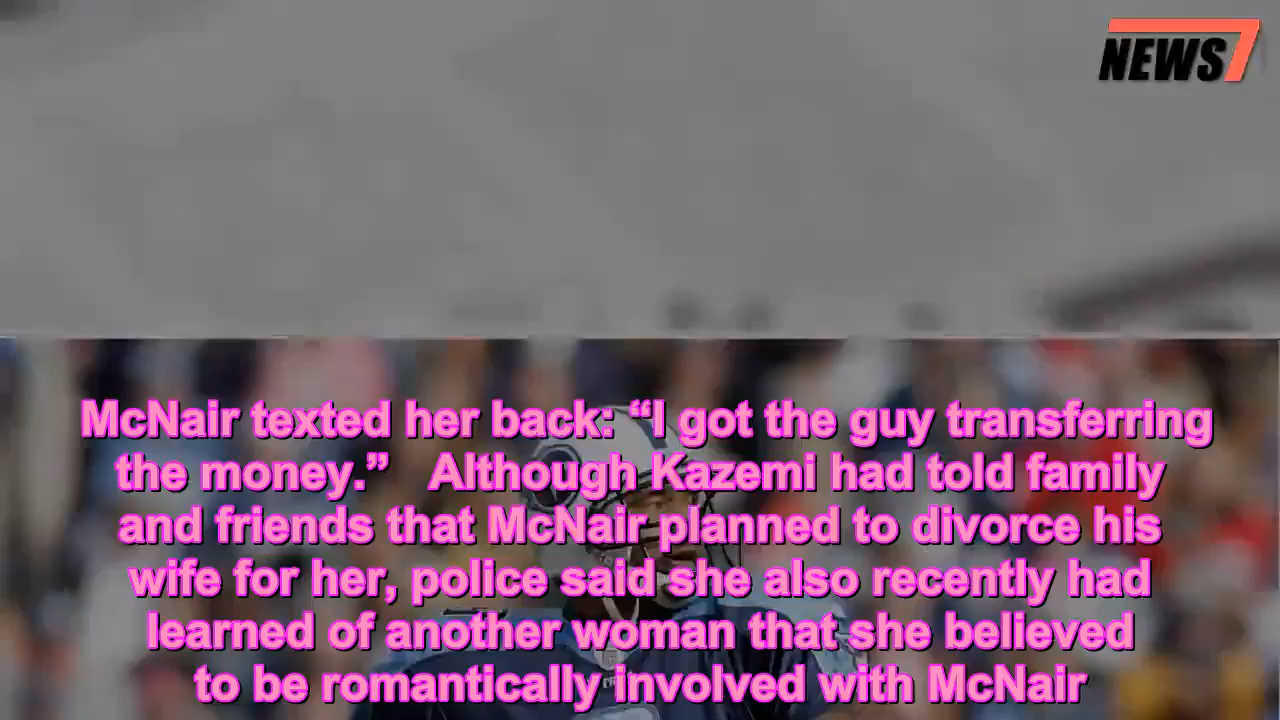 NEWS7
McNair texted her back: “I got the guy transferring
the money.”   Although Kazemi had told family
and friends that McNair planned to divorce his
wife for her, police said she also recently had
learned of another woman that she believed
to be romantically involved with McNair